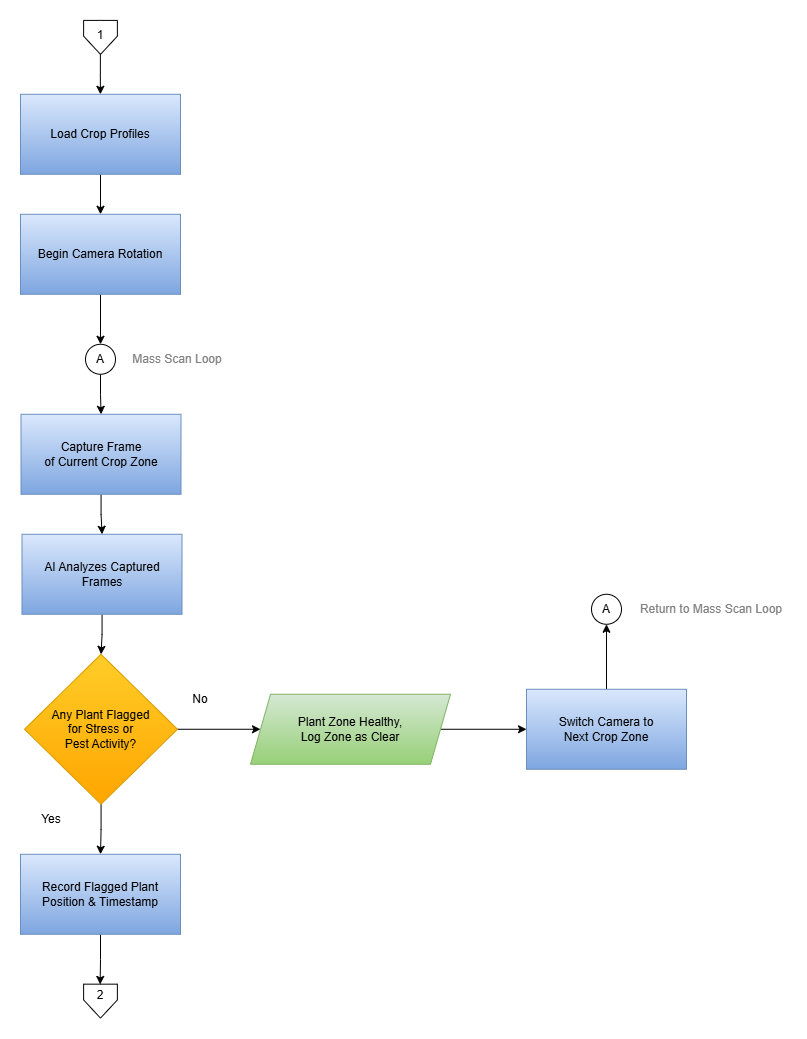 1
Load Crop Profiles
Begin Camera Rotation
A
Mass Scan Loop
Capture Frame
of Current Crop Zone
AI Analyzes Captured
Frames
A
Return to Mass Scan Loop
Any Plant Flagged
for Stress or
Pest Activity?
No
Plant Zone Healthy,
Log Zone as Clear
Switch Camera to
Next Crop Zone
Yes
Record Flagged Plant
Position & Timestamp
2